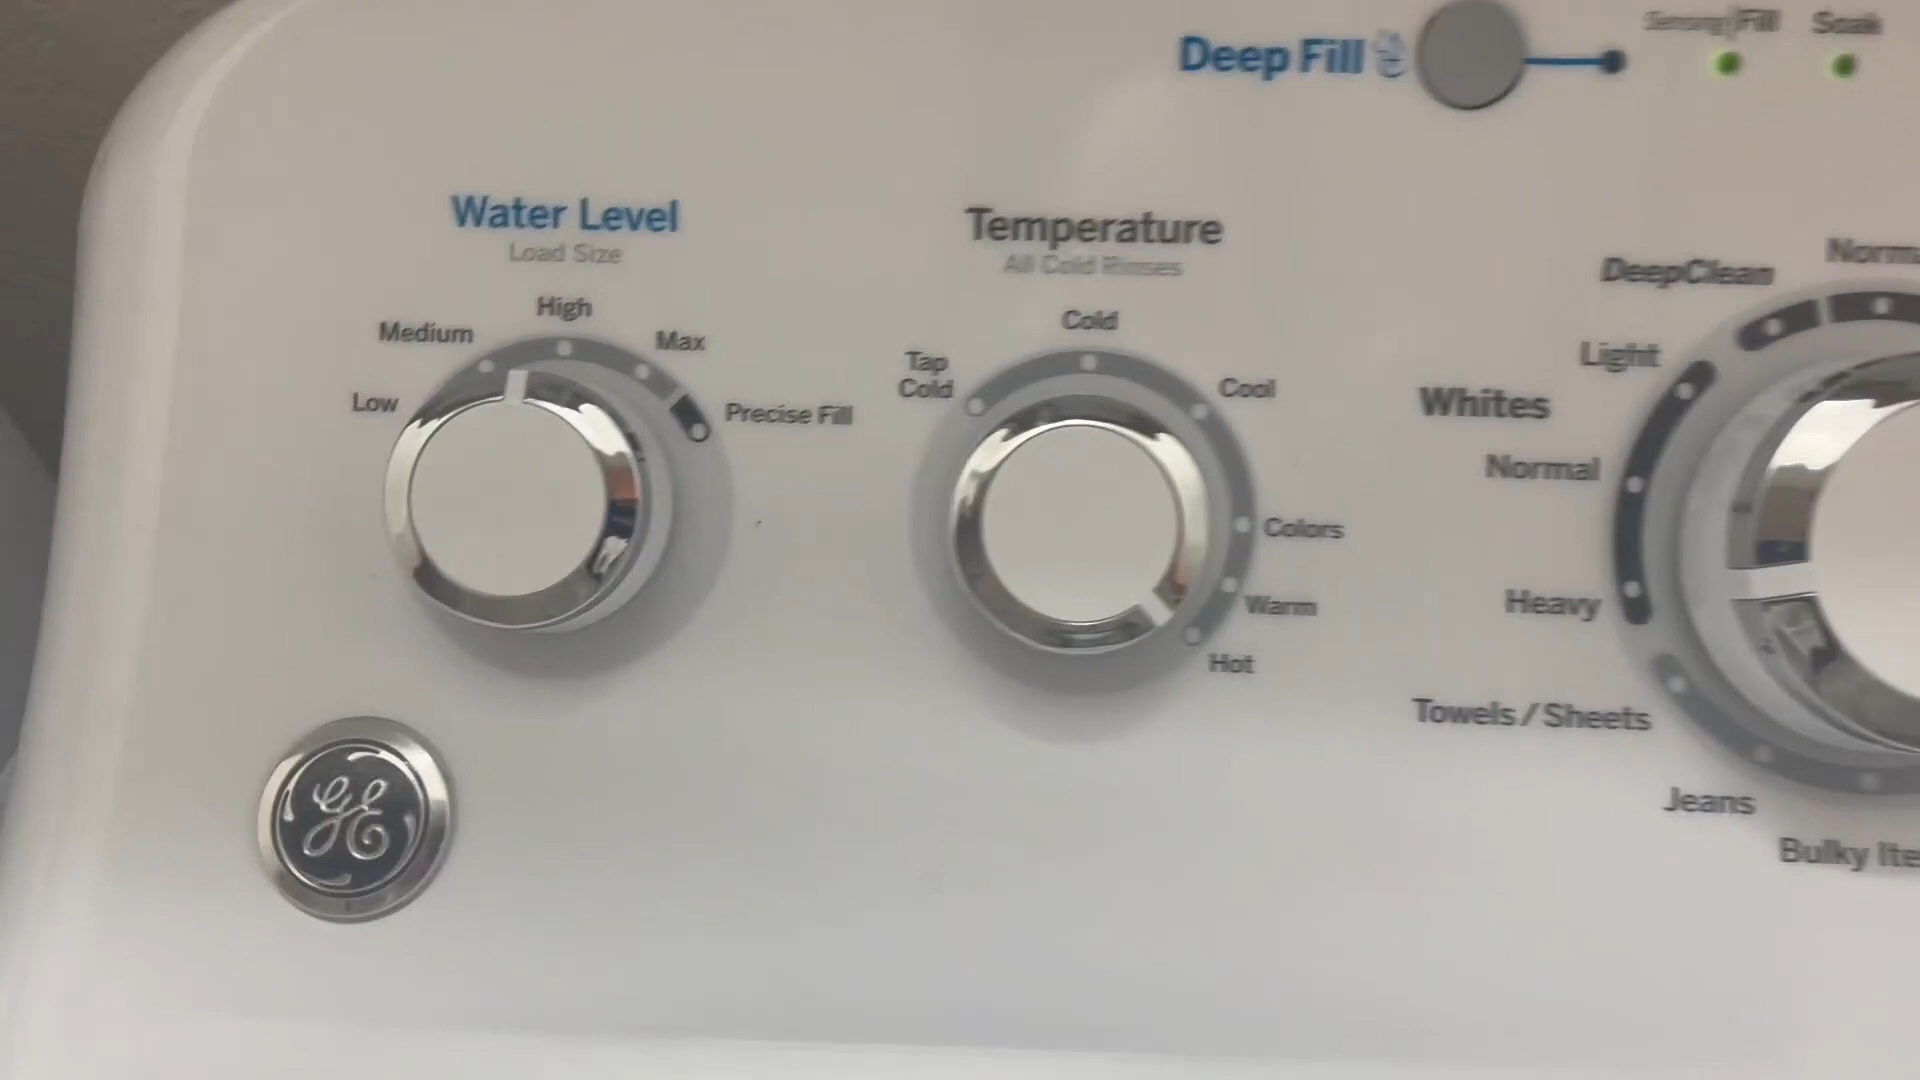 Deep Fill
Sensing/Fill
Soak
Water Level
Load Size
Low
Medium
High
Max
Precise Fill
Temperature
All Cold Rinses
Tap
Cold
Cold
Cool
Colors
Warm
Hot
DeepClean
Light
Whites
Normal
Heavy
Towels / Sheets
Jeans
Bulky
GE